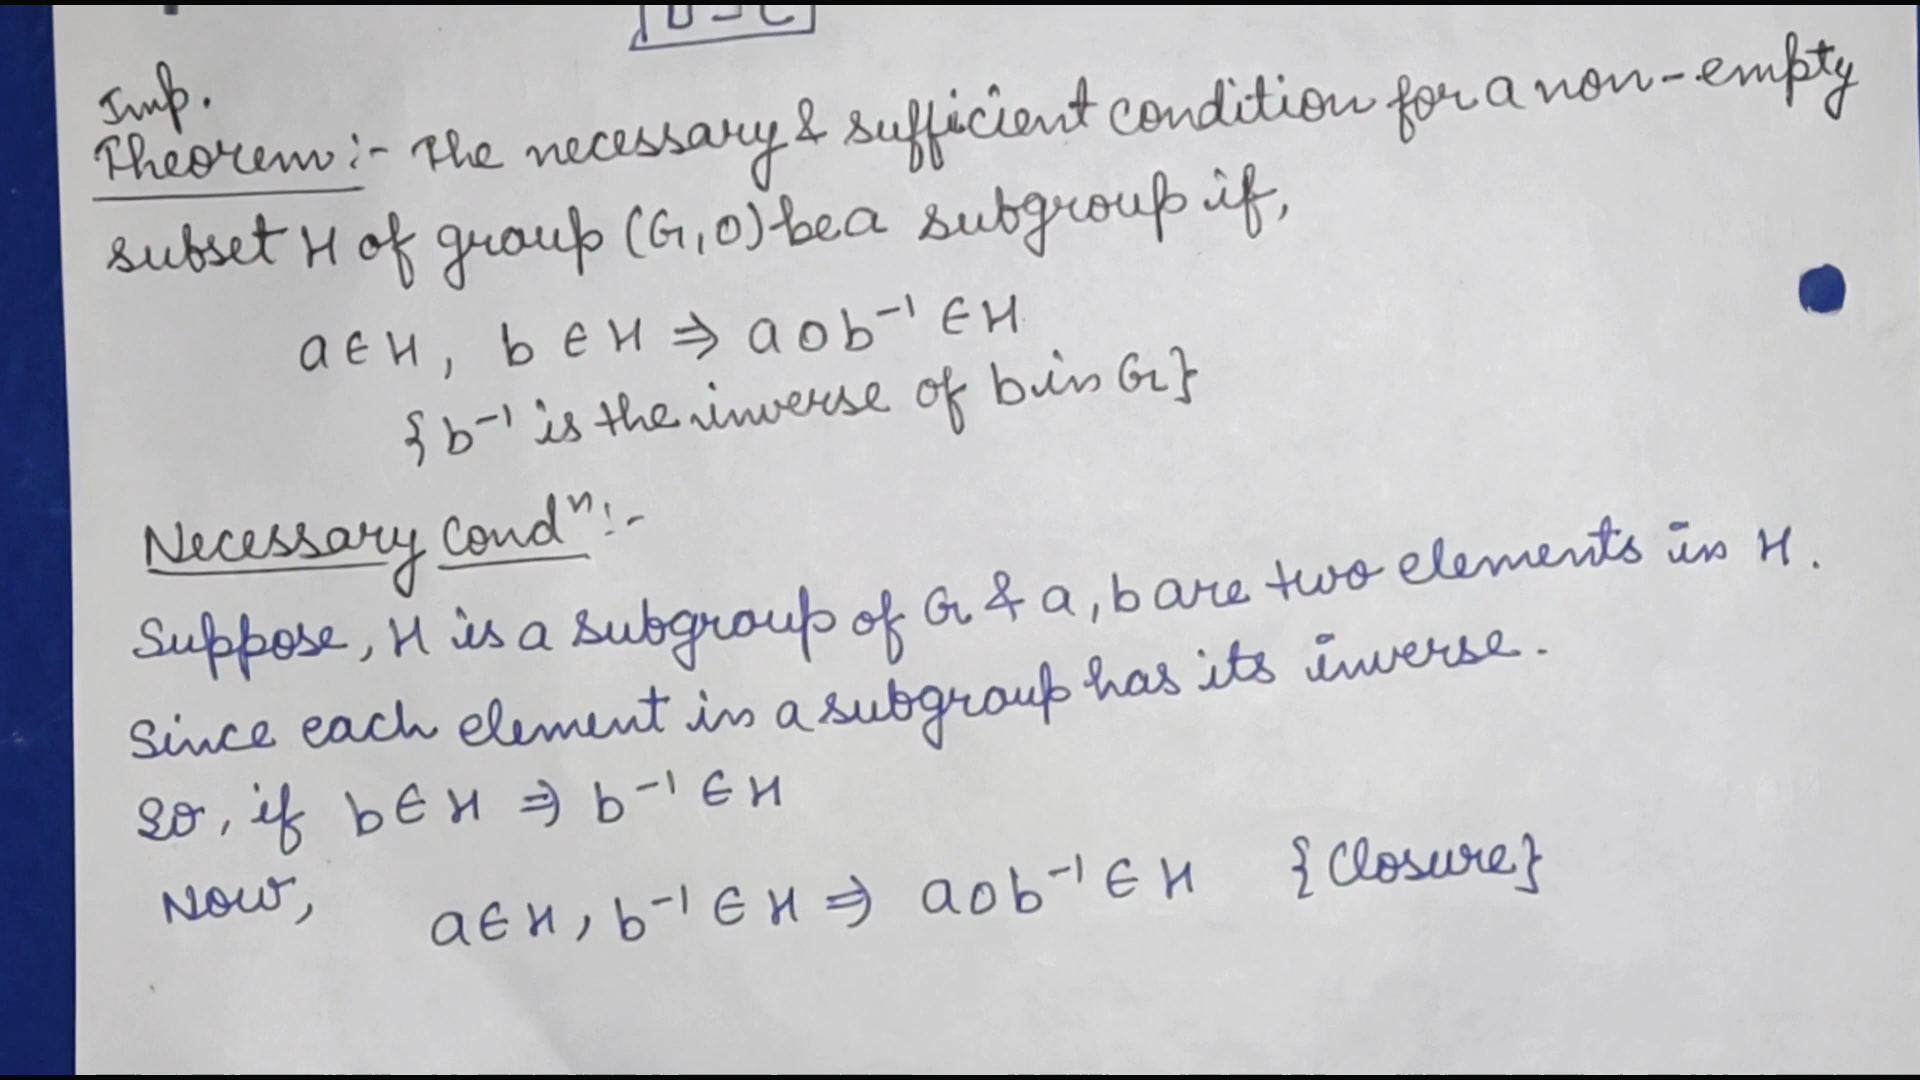 Imp.
Theorem :- The necessary & sufficient condition for a non-empty
subset H of group (G, o) be a subgroup if,
a ∈ H, b ∈ H ⇒ a o b⁻¹ ∈ H
{ b⁻¹ is the inverse of b in G }
Necessary Condⁿ :-
Suppose, H is a subgroup of G & a, b are two elements in H.
Since each element in a subgroup has its inverse.
So, if b ∈ H ⇒ b⁻¹ ∈ H
Now, a ∈ H, b⁻¹ ∈ H ⇒ a o b⁻¹ ∈ H {Closure}